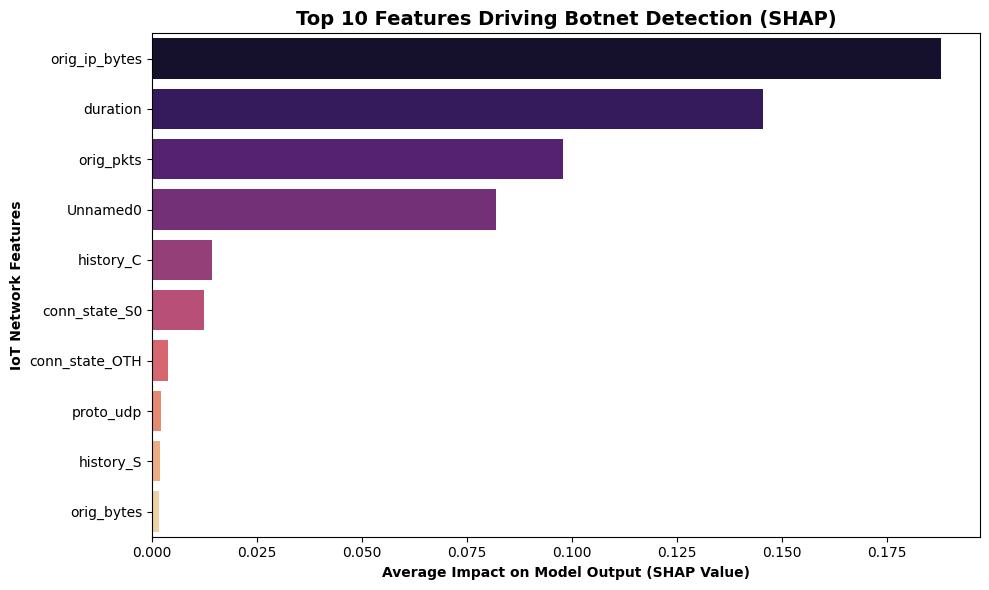 Top 10 Features Driving Botnet Detection (SHAP)
IoT Network Features
orig_ip_bytes
duration
orig_pkts
Unnamed0
history_C
conn_state_S0
conn_state_OTH
proto_udp
history_S
orig_bytes
0.000 0.025 0.050 0.075 0.100 0.125 0.150 0.175
Average Impact on Model Output (SHAP Value)